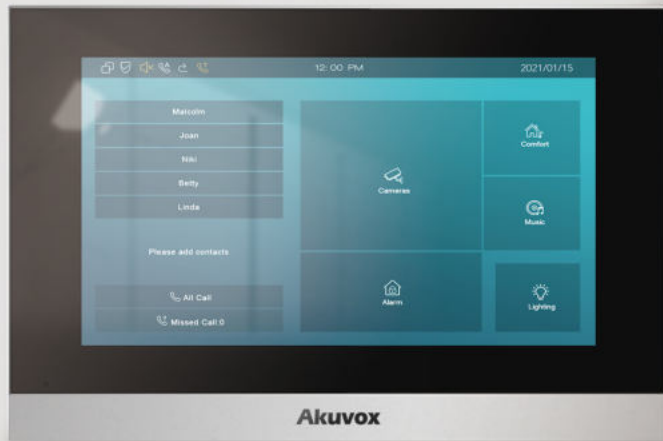 12:00 PM
2021/01/15
Malcolm
Joan
Niki
Betty
Linda
Please add contacts
All Call
Missed Call:0
Cameras
Comfort
Music
Alarm
Lighting
Akuvox